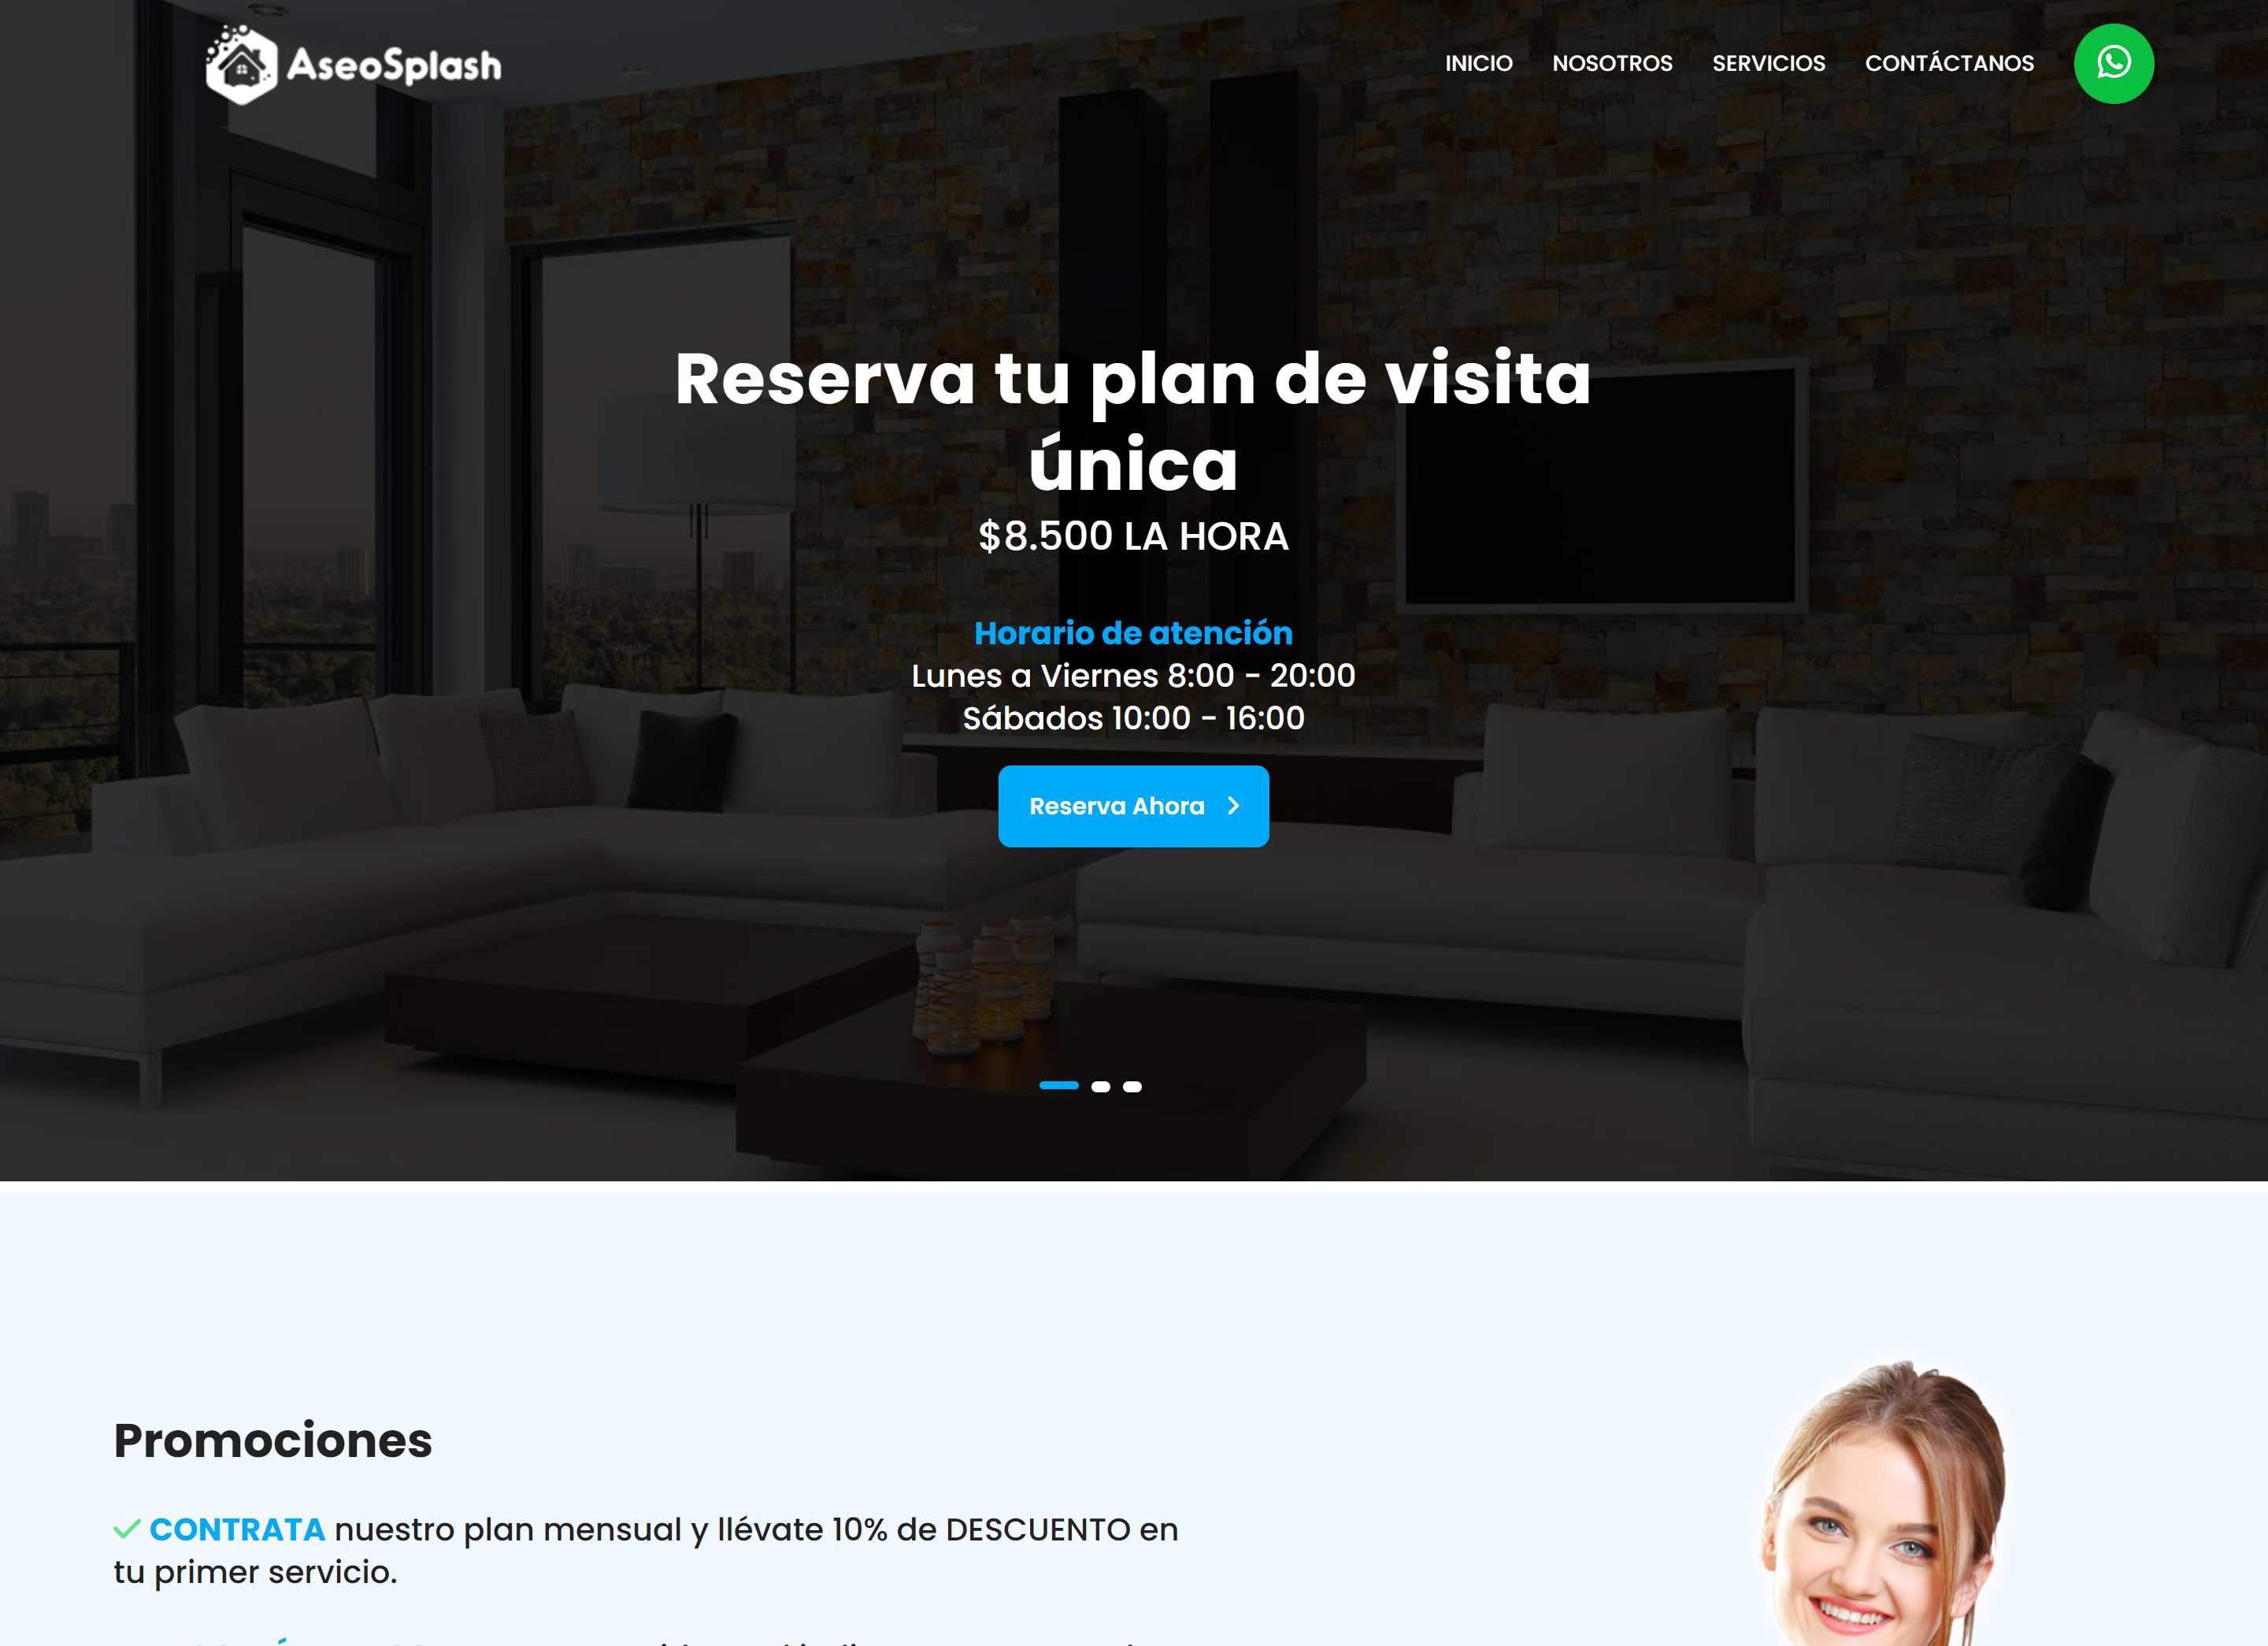 AseoSplash
INICIO NOSOTROS SERVICIOS CONTÁCTANOS
Reserva tu plan de visita
única
$8.500 LA HORA
Horario de atención
Lunes a Viernes 8:00 - 20:00
Sábados 10:00 - 16:00
Reserva Ahora
Promociones
CONTRATA nuestro plan mensual y llévate 10% de DESCUENTO en
tu primer servicio.